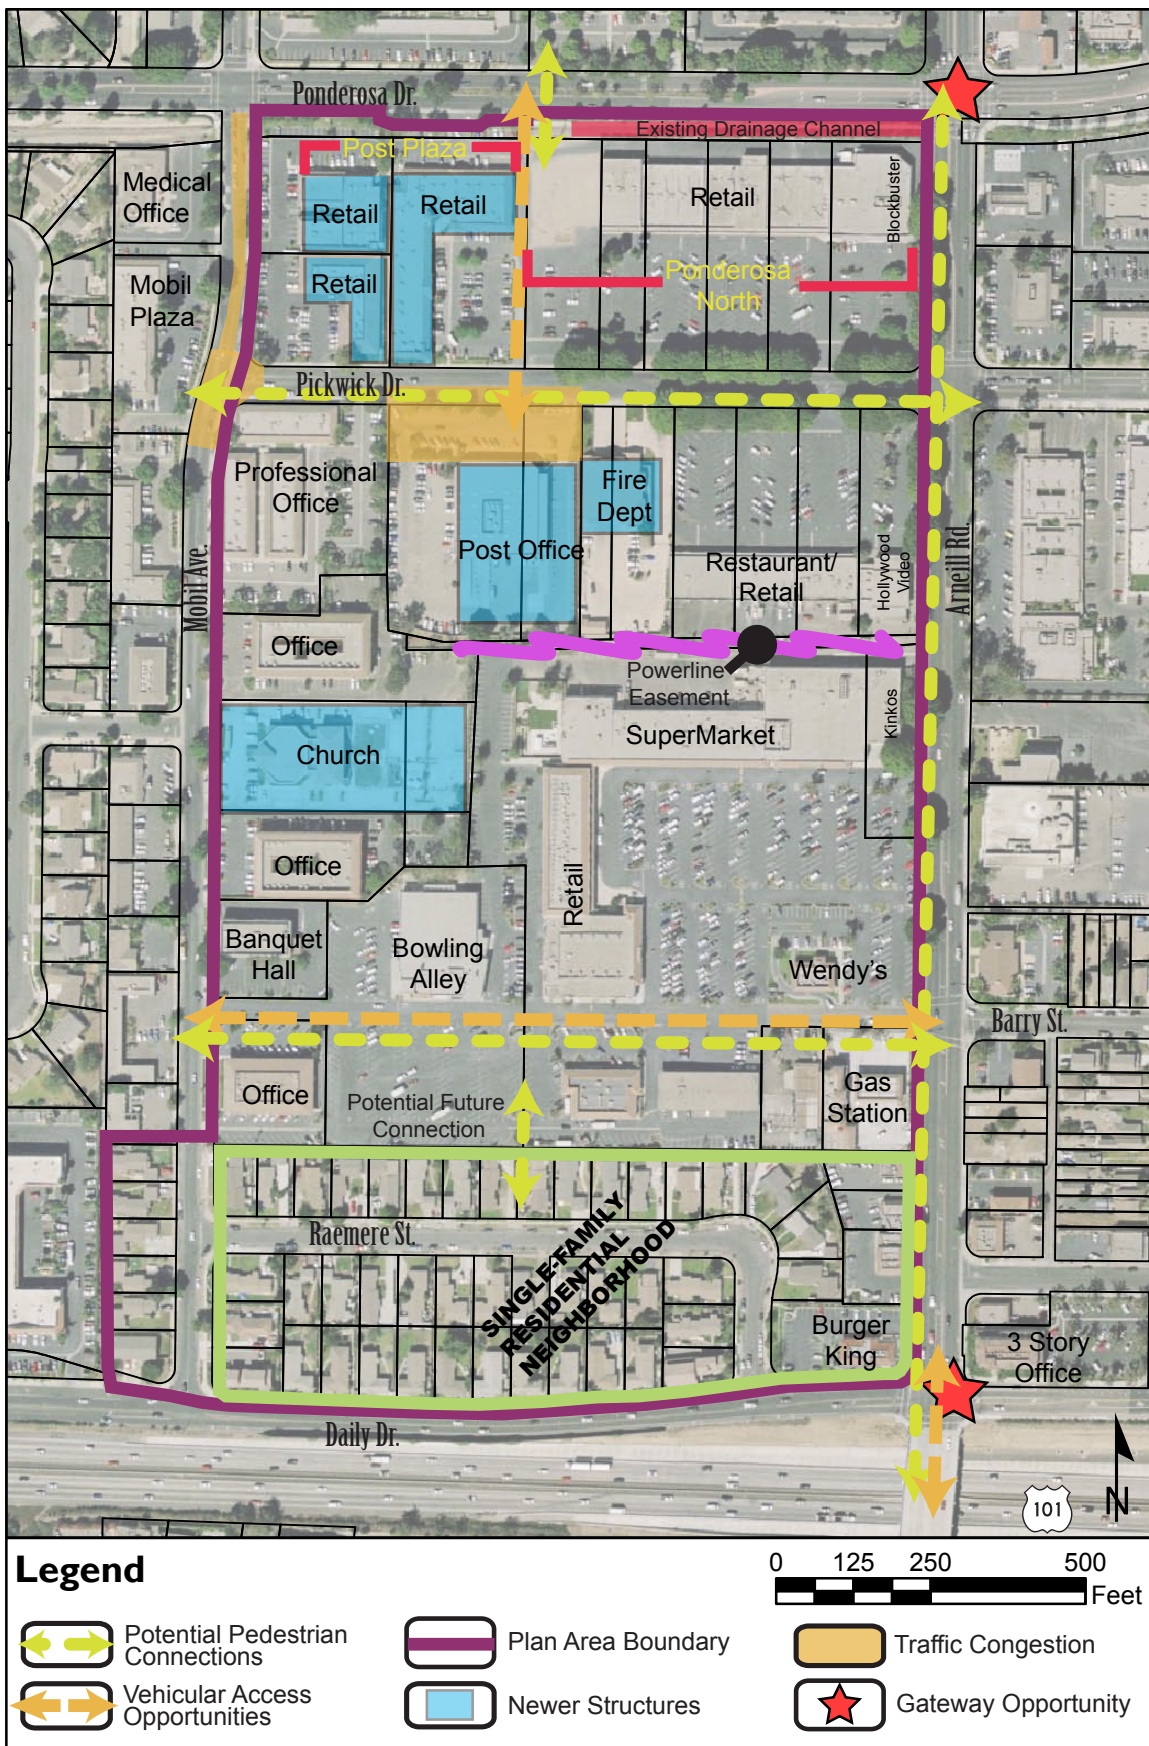 Ponderosa Dr.
Existing Drainage Channel
Post Plaza
Medical
Office
Retail
Retail
Retail
Blockbuster
Mobil
Plaza
Retail
Ponderosa
North
Pickwick Dr.
Professional
Office
Fire
Dept
Post Office
Restaurant/
Retail
Hollywood
Video
Arneill Rd.
Mobil Ave.
Office
Powerline
Easement
Kinkos
SuperMarket
Church
Office
Retail
Banquet
Hall
Bowling
Alley
Wendy's
Barry St.
Office
Potential Future
Connection
Gas
Station
Raemere St.
SINGLE-FAMILY
RESIDENTIAL
NEIGHBORHOOD
Burger
King
3 Story
Office
Daily Dr.
101
N
Legend
0 125 250 500
Feet
Potential Pedestrian
Connections
Plan Area Boundary
Traffic Congestion
Vehicular Access
Opportunities
Newer Structures
Gateway Opportunity